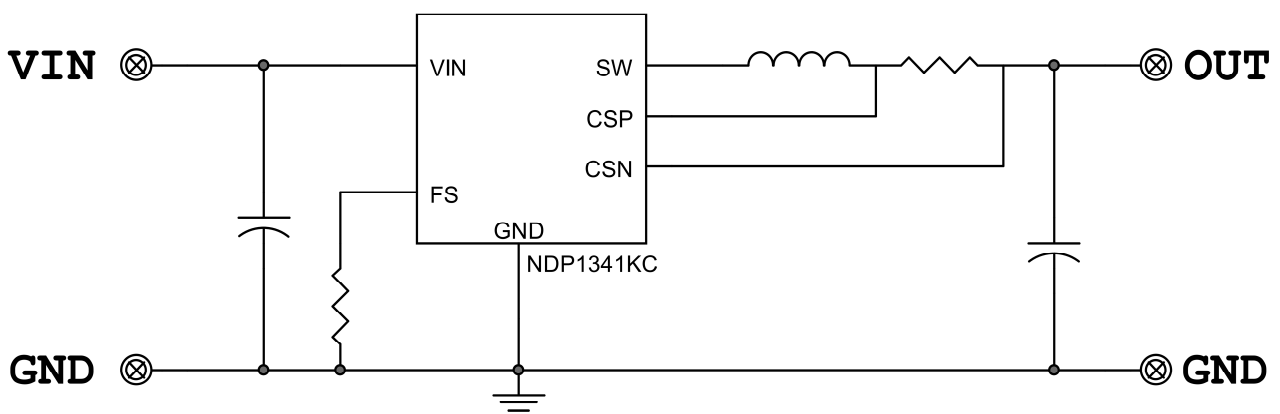 VIN
VIN
SW
OUT
CSP
CSN
FS
GND
NDP1341KC
GND
GND